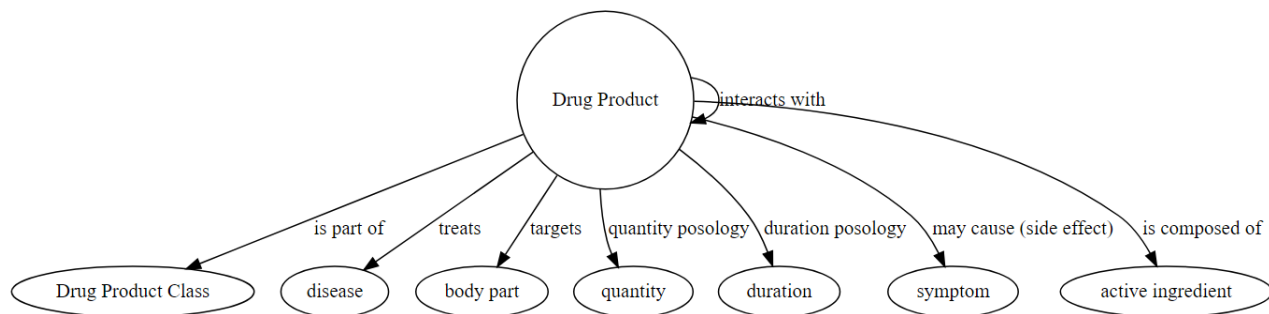 Drug Product
interacts with
is part of
treats
targets
quantity posology
duration posology
may cause (side effect)
is composed of
Drug Product Class
disease
body part
quantity
duration
symptom
active ingredient